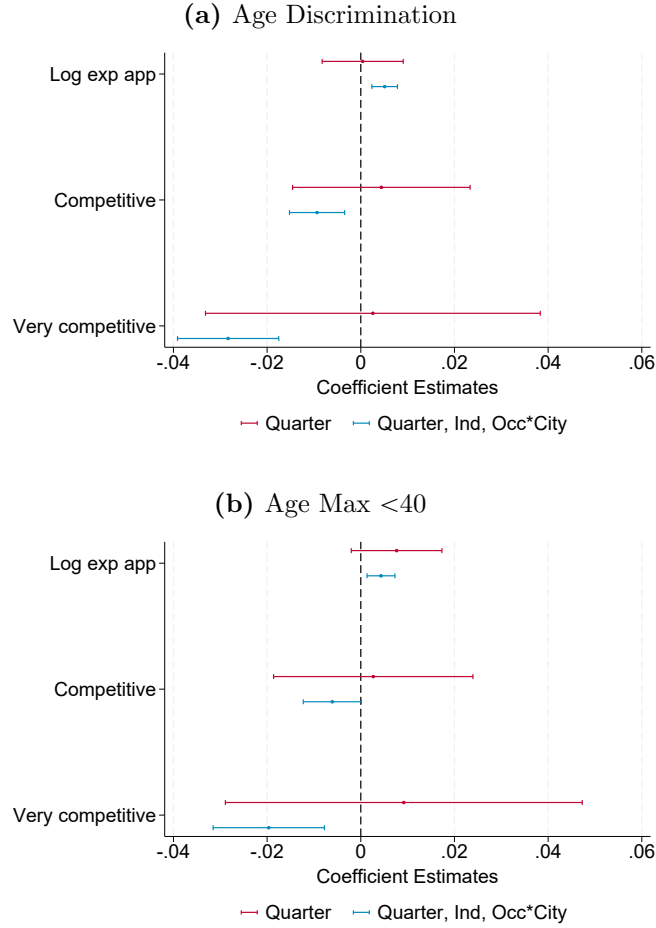 (a) Age Discrimination
Log exp app
Competitive
Very competitive
-.04 -.02 0 .02 .04 .06
Coefficient Estimates
Quarter Quarter, Ind, Occ*City
(b) Age Max <40
Log exp app
Competitive
Very competitive
-.04 -.02 0 .02 .04 .06
Coefficient Estimates
Quarter Quarter, Ind, Occ*City